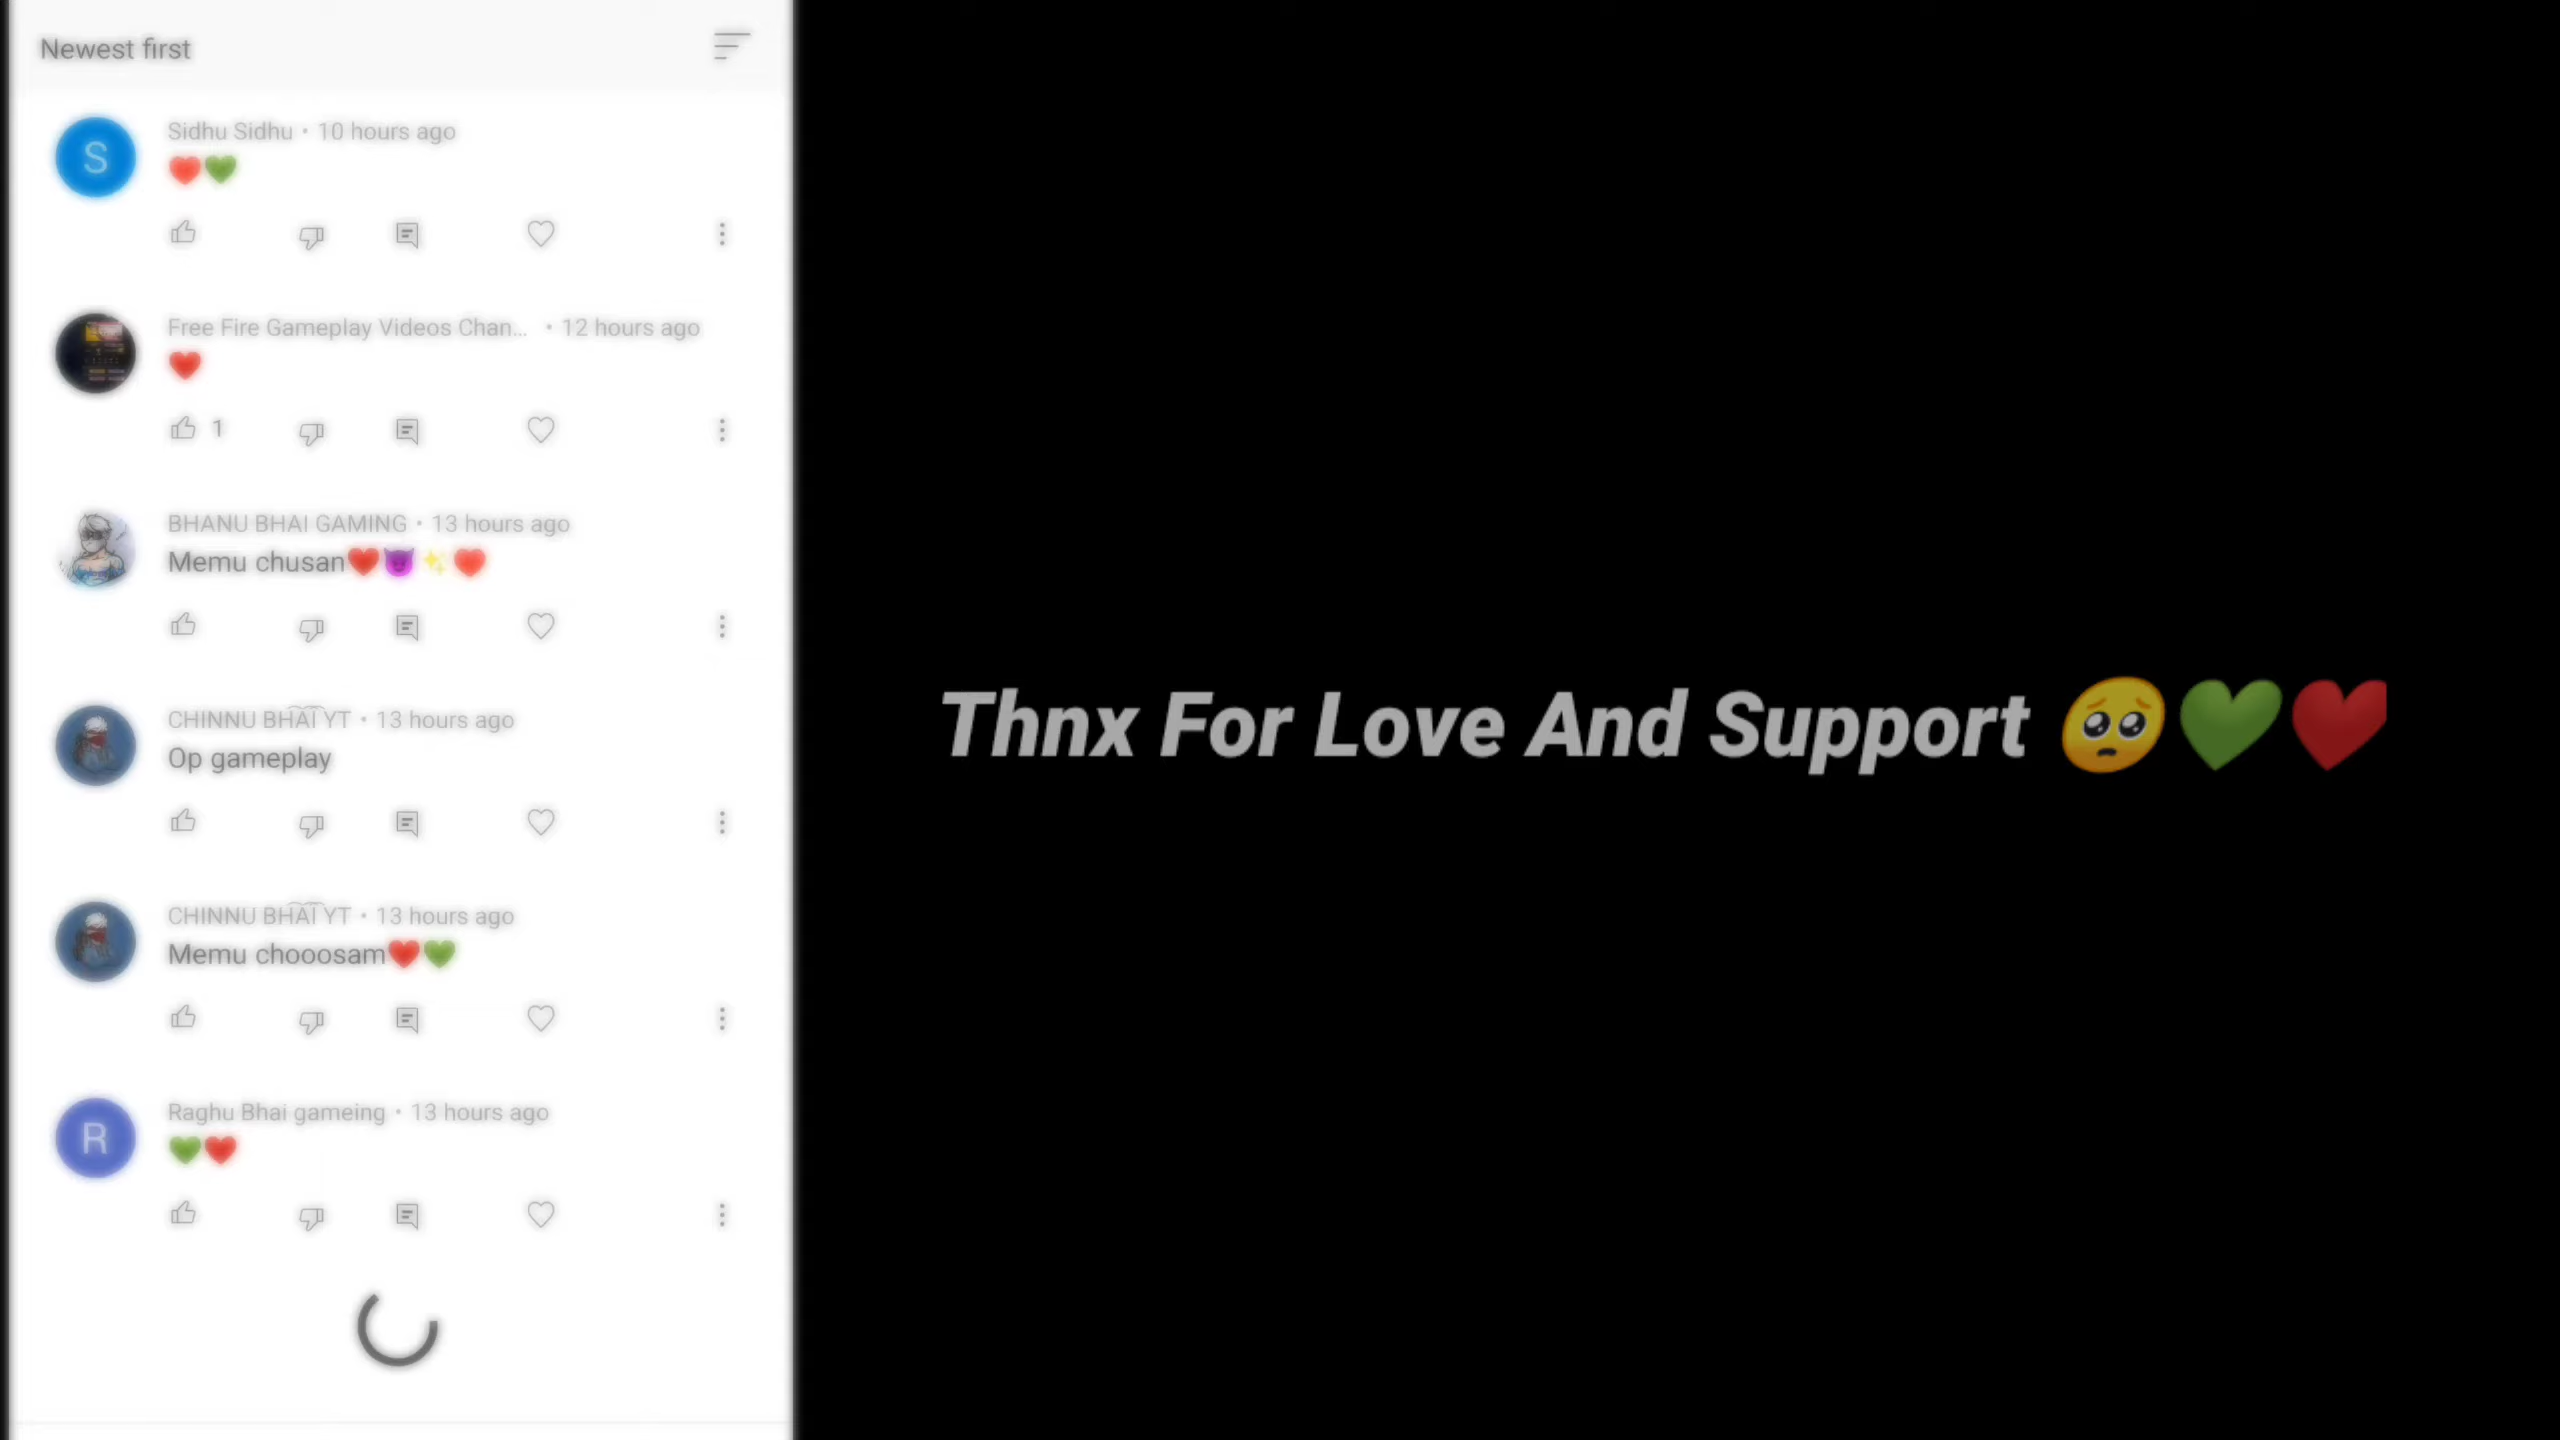 Newest first
S
Sidhu Sidhu • 10 hours ago
❤️💚
Free Fire Gameplay Videos Chan... • 12 hours ago
❤️
1
BHANU BHAI GAMING • 13 hours ago
Memu chusan❤️😈✨❤️
CHINNU BHAI YT • 13 hours ago
Op gameplay
CHINNU BHAI YT • 13 hours ago
Memu chooosam❤️💚
R
Raghu Bhai gameing • 13 hours ago
💚❤️
Thnx For Love And Support 🥺💚❤️